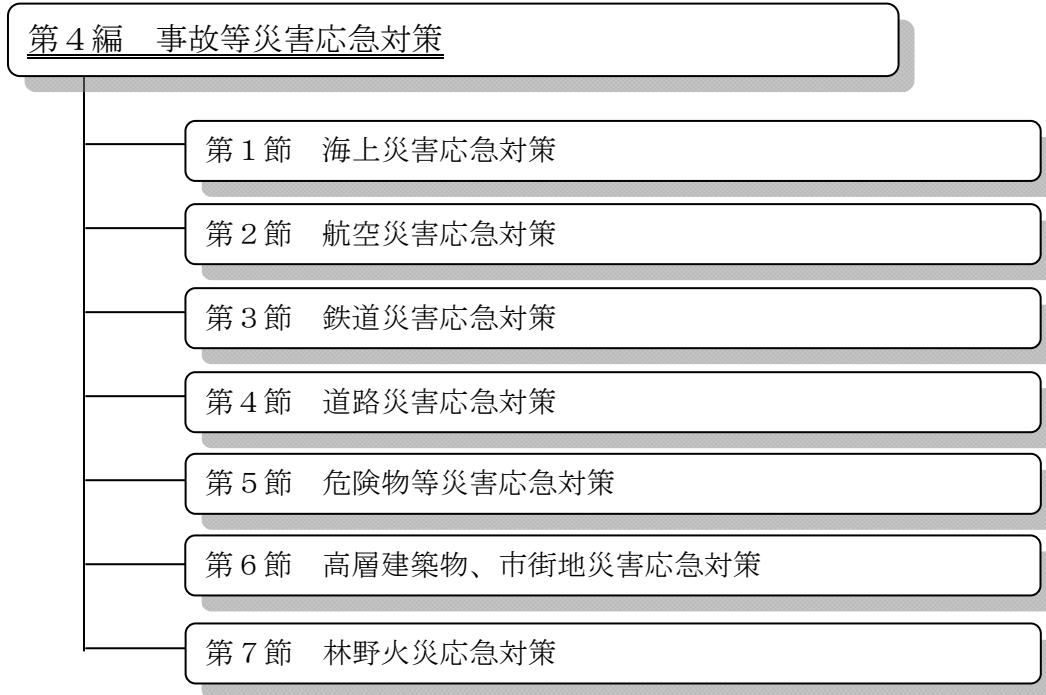 第４編　事故等災害応急対策
第１節　海上災害応急対策
第２節　航空災害応急対策
第３節　鉄道災害応急対策
第４節　道路災害応急対策
第５節　危険物等災害応急対策
第６節　高層建築物、市街地災害応急対策
第７節　林野火災応急対策